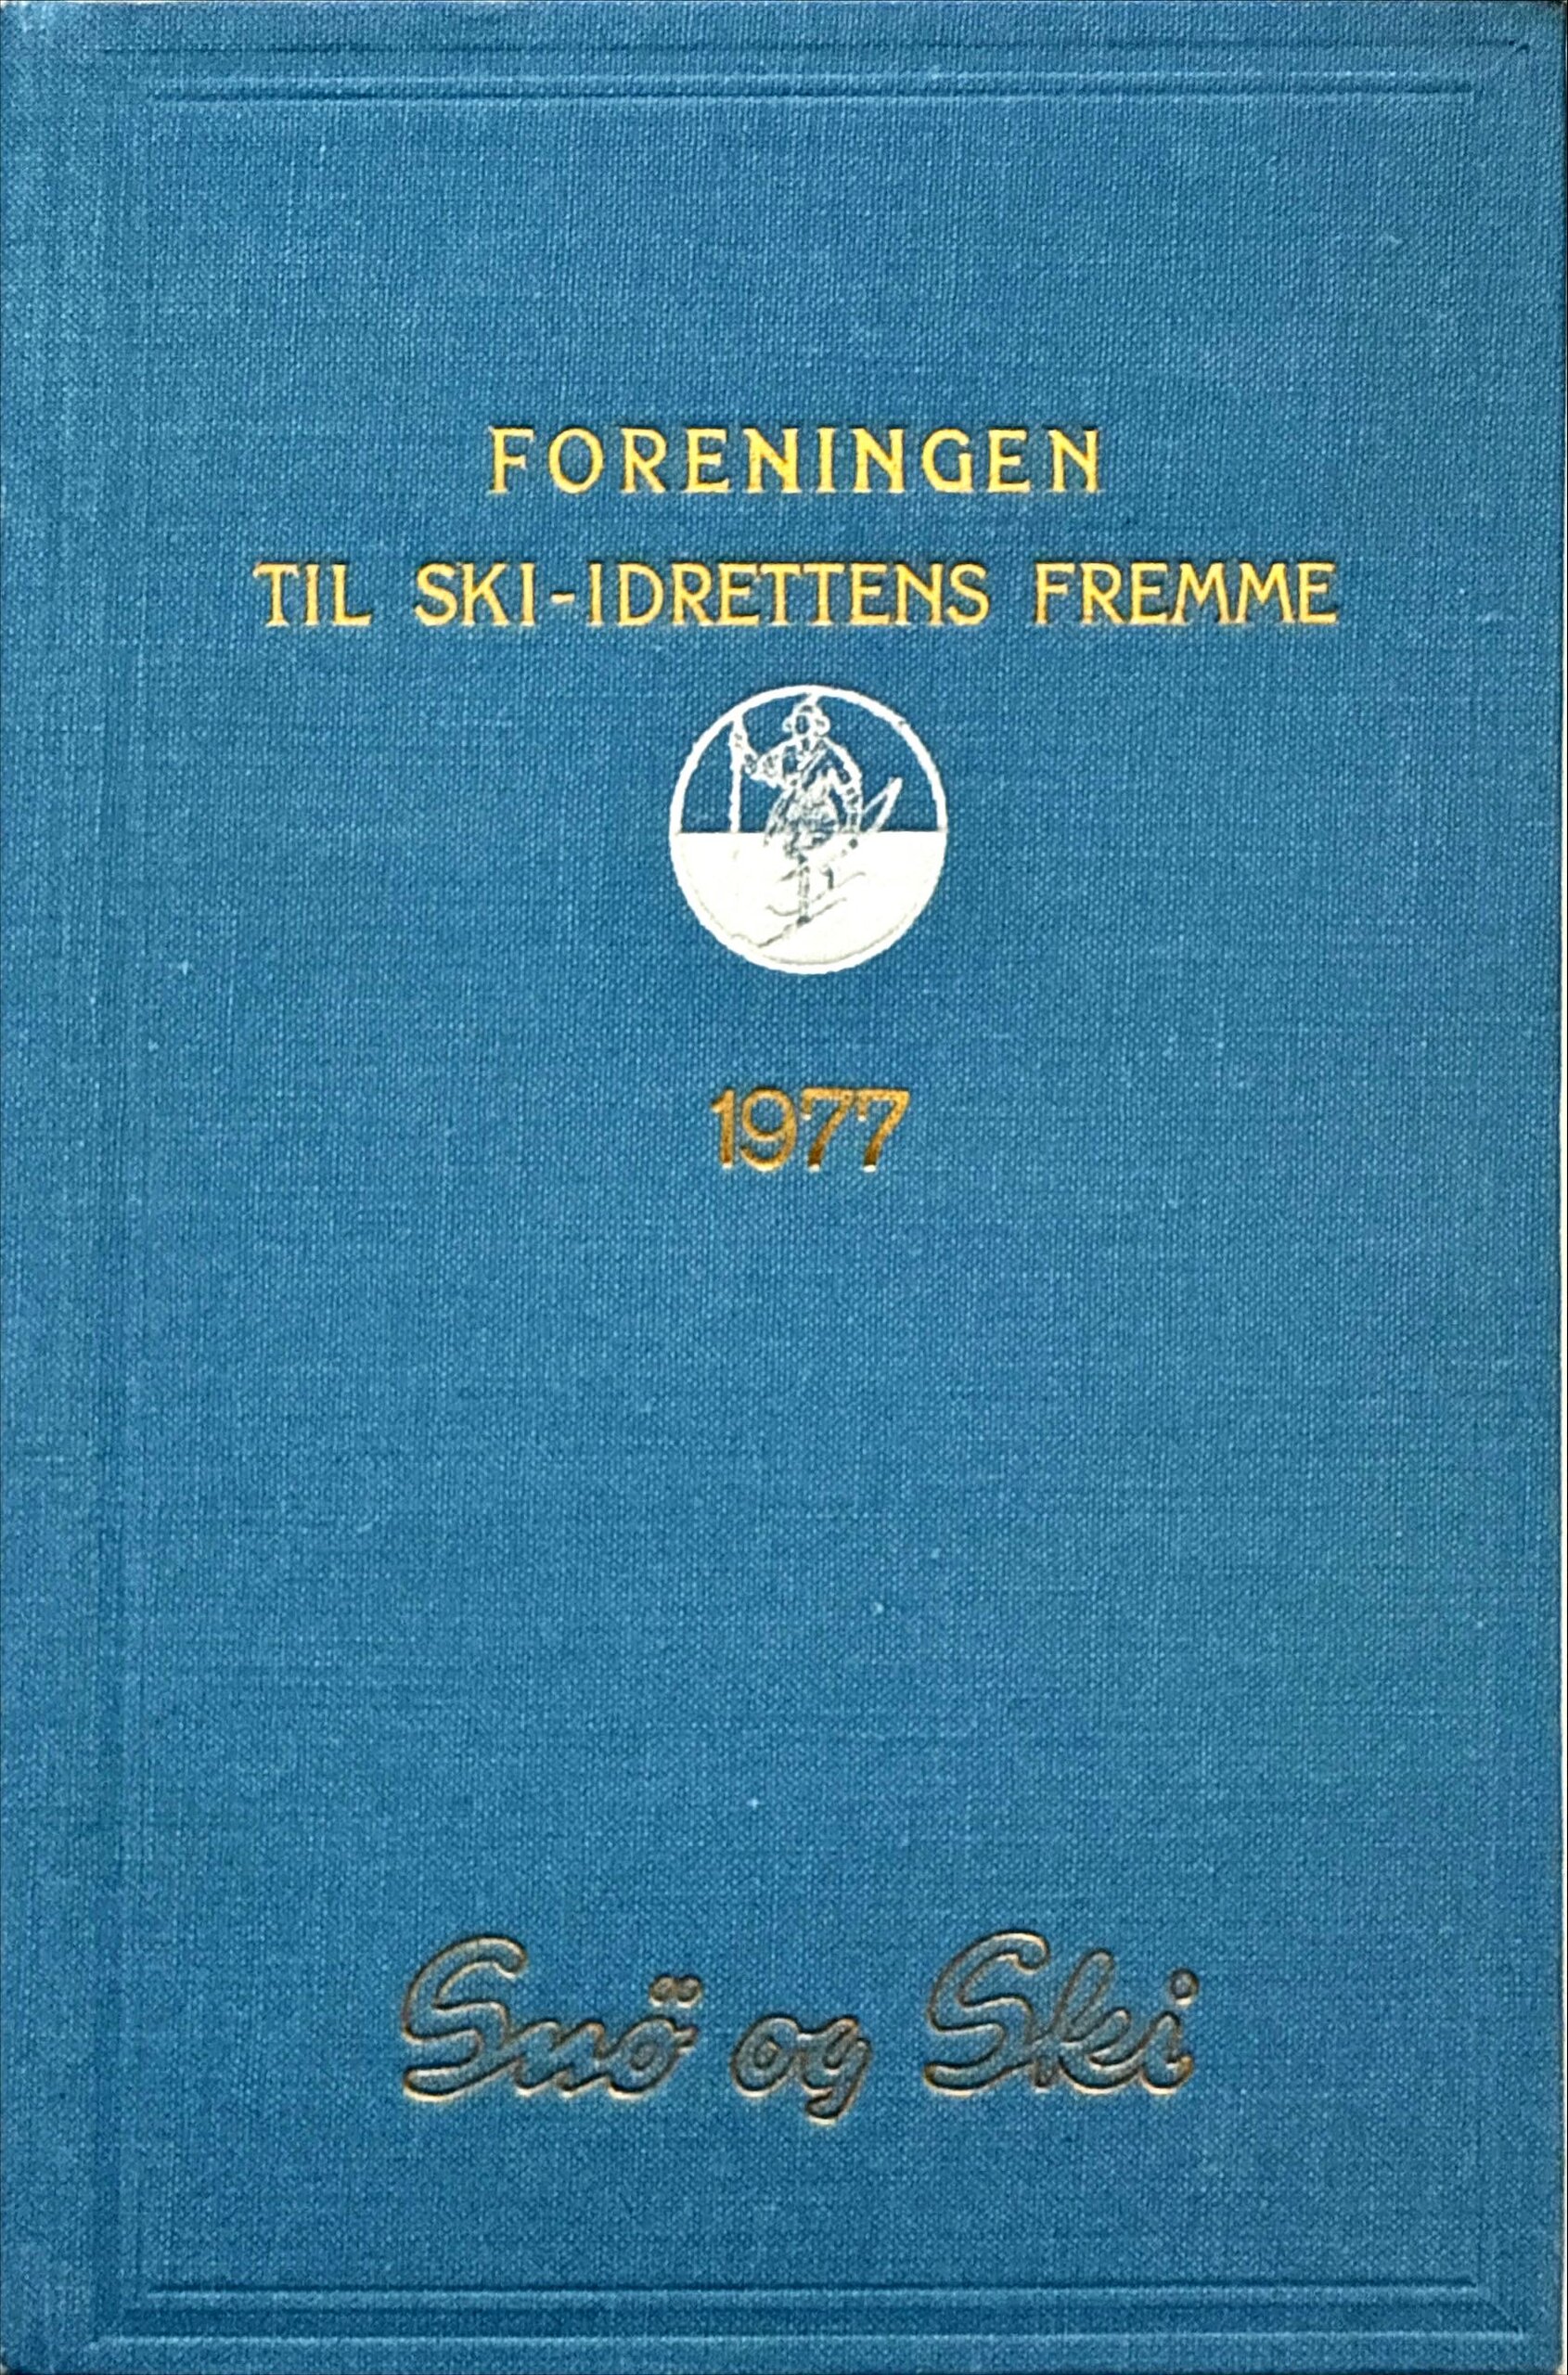 FORENINGEN
TIL SKI-IDRETTENS FREMME
1977
Snö og Ski